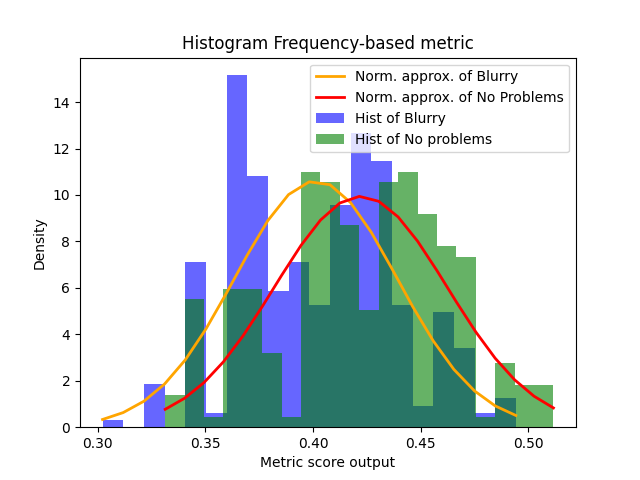 Histogram Frequency-based metric
Norm. approx. of Blurry
Norm. approx. of No Problems
Hist of Blurry
Hist of No problems
14
12
10
8
6
4
2
0
Density
0.30 0.35 0.40 0.45 0.50
Metric score output